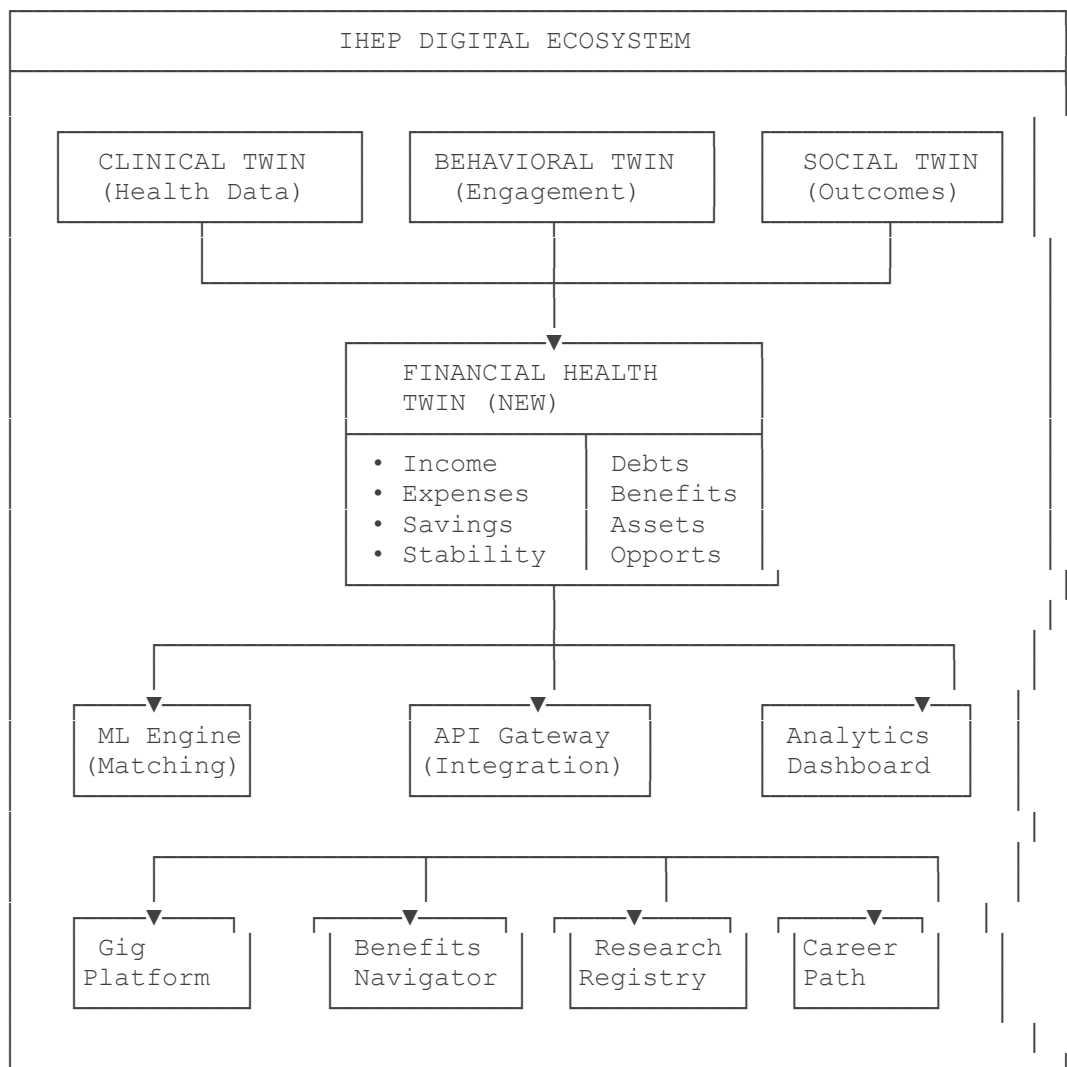 IHEP DIGITAL ECOSYSTEM
CLINICAL TWIN
(Health Data)
BEHAVIORAL TWIN
(Engagement)
SOCIAL TWIN
(Outcomes)
FINANCIAL HEALTH
TWIN (NEW)
• Income
• Expenses
• Savings
• Stability
Debts
Benefits
Assets
Opports
ML Engine
(Matching)
API Gateway
(Integration)
Analytics
Dashboard
Gig
Platform
Benefits
Navigator
Research
Registry
Career
Path